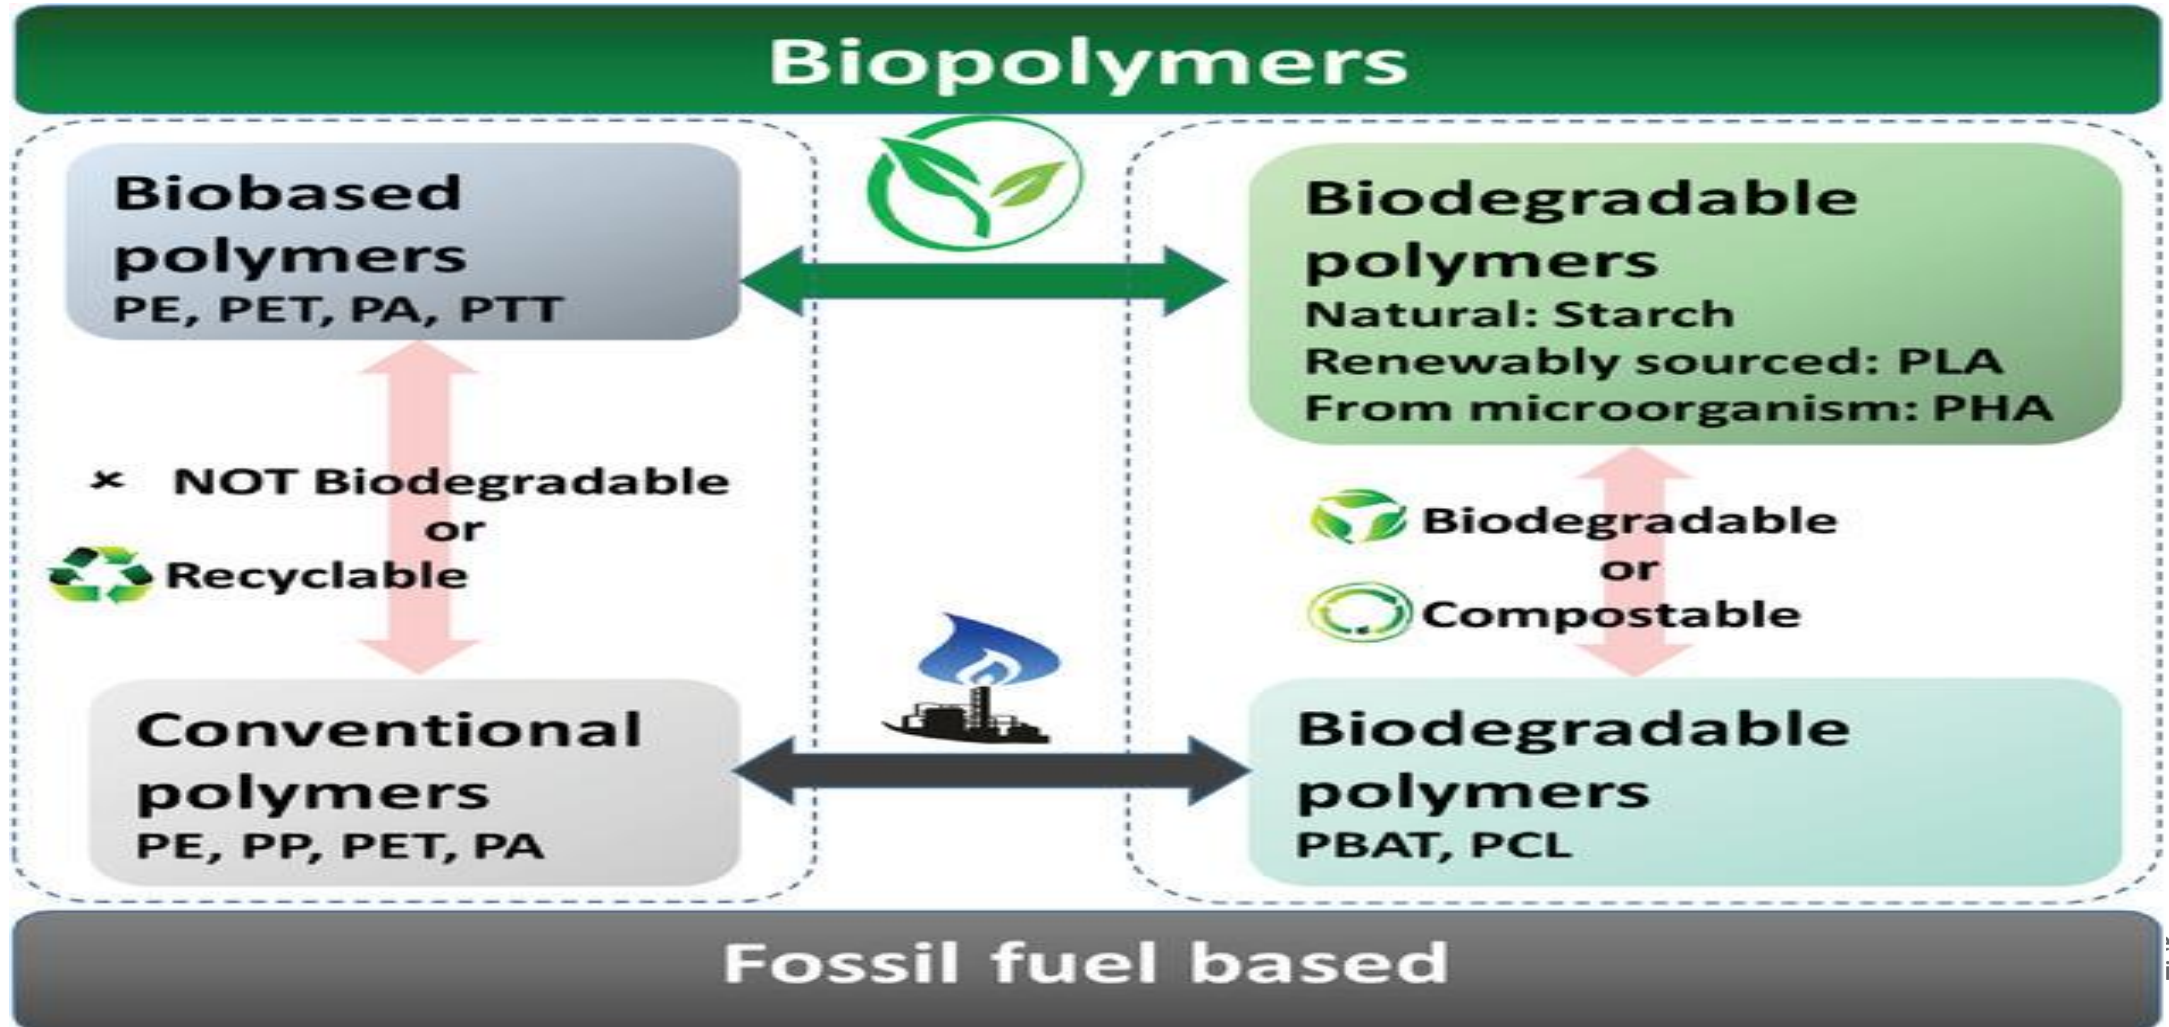 Biopolymers
Biobased
polymers
PE, PET, PA, PTT
Biodegradable
polymers
Natural: Starch
Renewably sourced: PLA
From microorganism: PHA
NOT Biodegradable
or
Recyclable
Biodegradable
or
Compostable
Conventional
polymers
PE, PP, PET, PA
Biodegradable
polymers
PBAT, PCL
Fossil fuel based